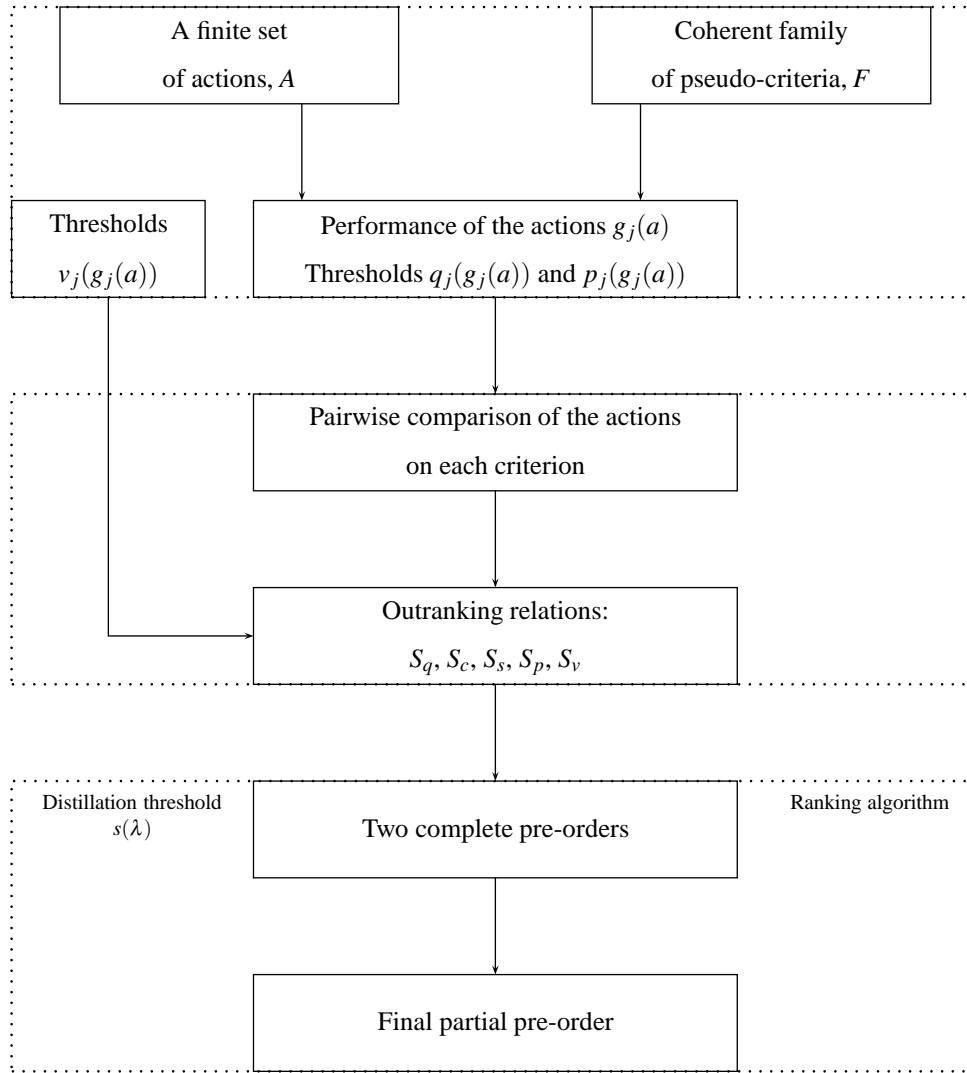 A finite set
of actions, A
Coherent family
of pseudo-criteria, F
Thresholds
v_j(g_j(a))
Performance of the actions g_j(a)
Thresholds q_j(g_j(a)) and p_j(g_j(a))
Pairwise comparison of the actions
on each criterion
Outranking relations:
S_q, S_c, S_s, S_p, S_v
Distillation threshold
s(λ)
Two complete pre-orders
Ranking algorithm
Final partial pre-order